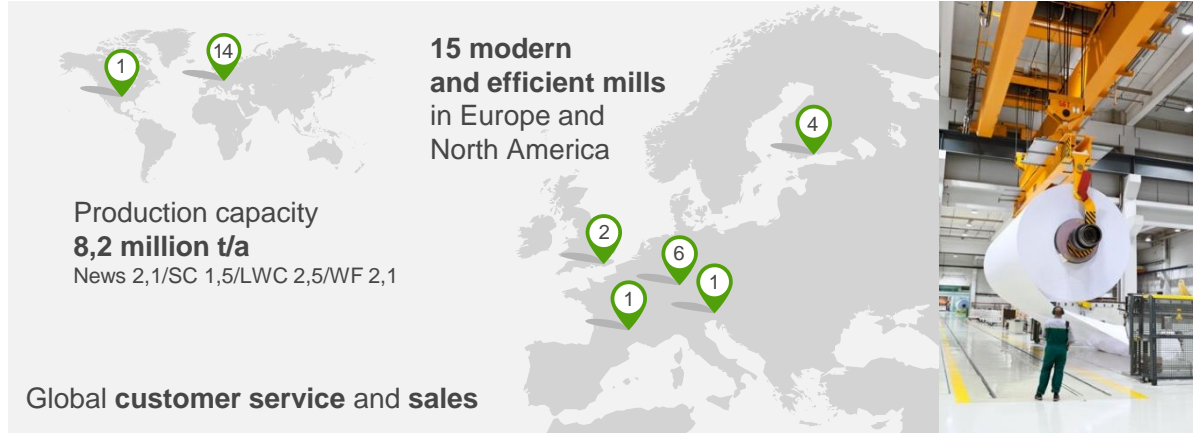 1
14
15 modern
and efficient mills
in Europe and
North America
4
Production capacity
8,2 million t/a
News 2,1/SC 1,5/LWC 2,5/WF 2,1
2
6
1
1
Global customer service and sales